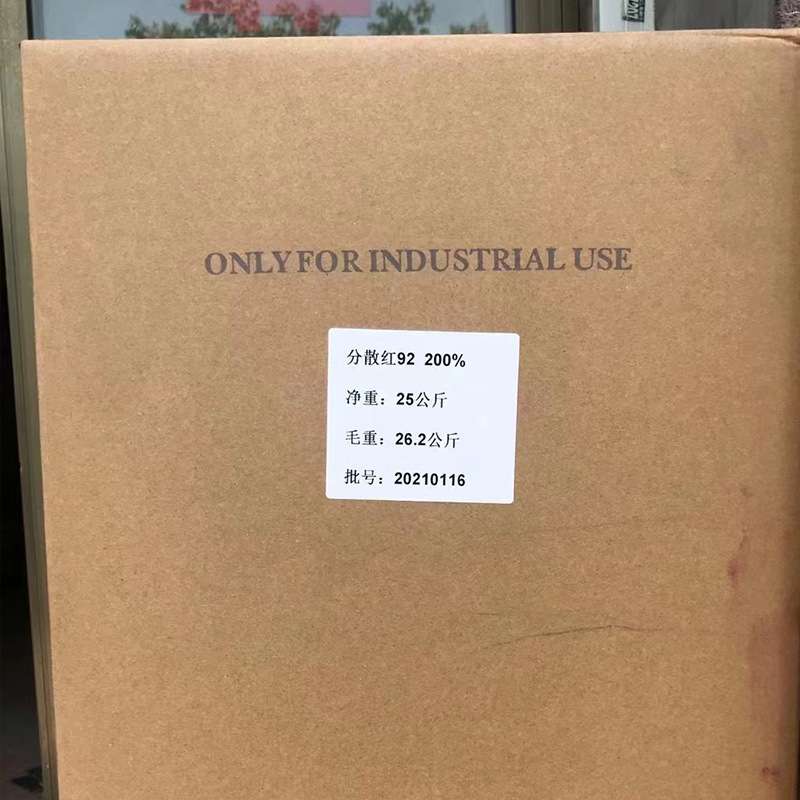 ONLY FOR INDUSTRIAL USE
分散红92 200%
净重：25公斤
毛重：26.2公斤
批号：20210116